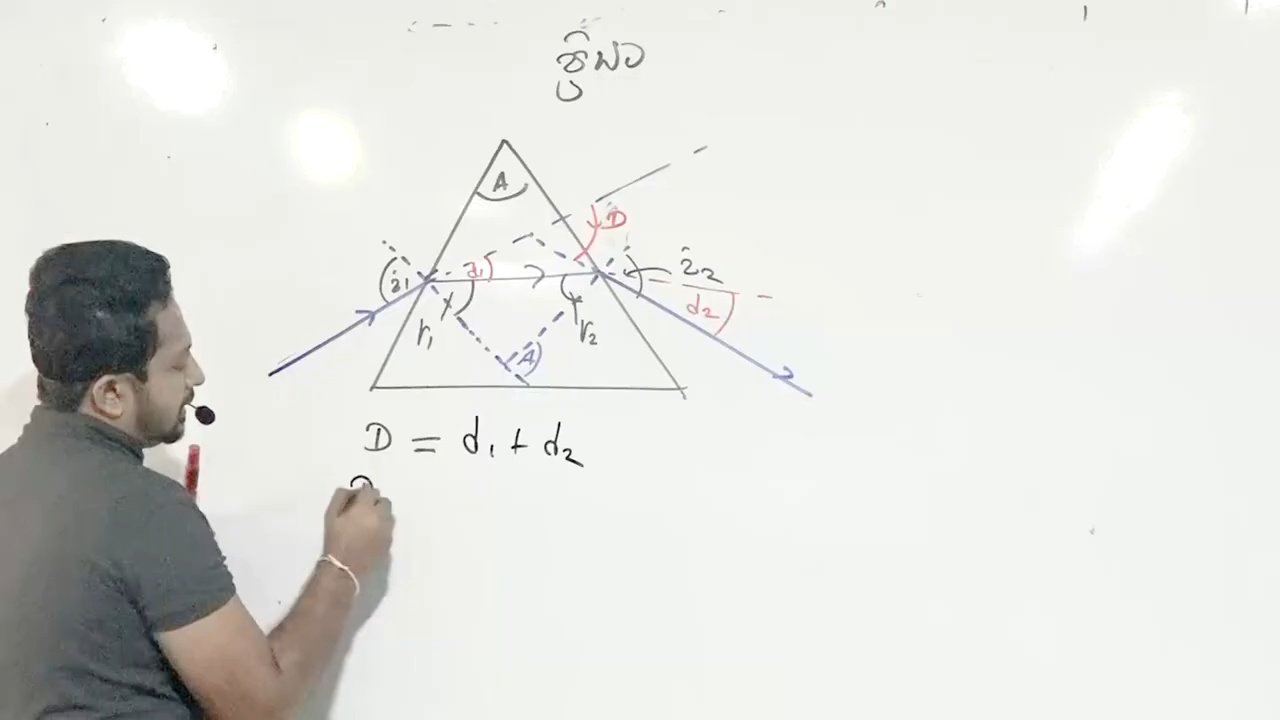 A
D
i₁
d₁
i₂
d₂
r₁
r₂
A
D = d₁ + d₂